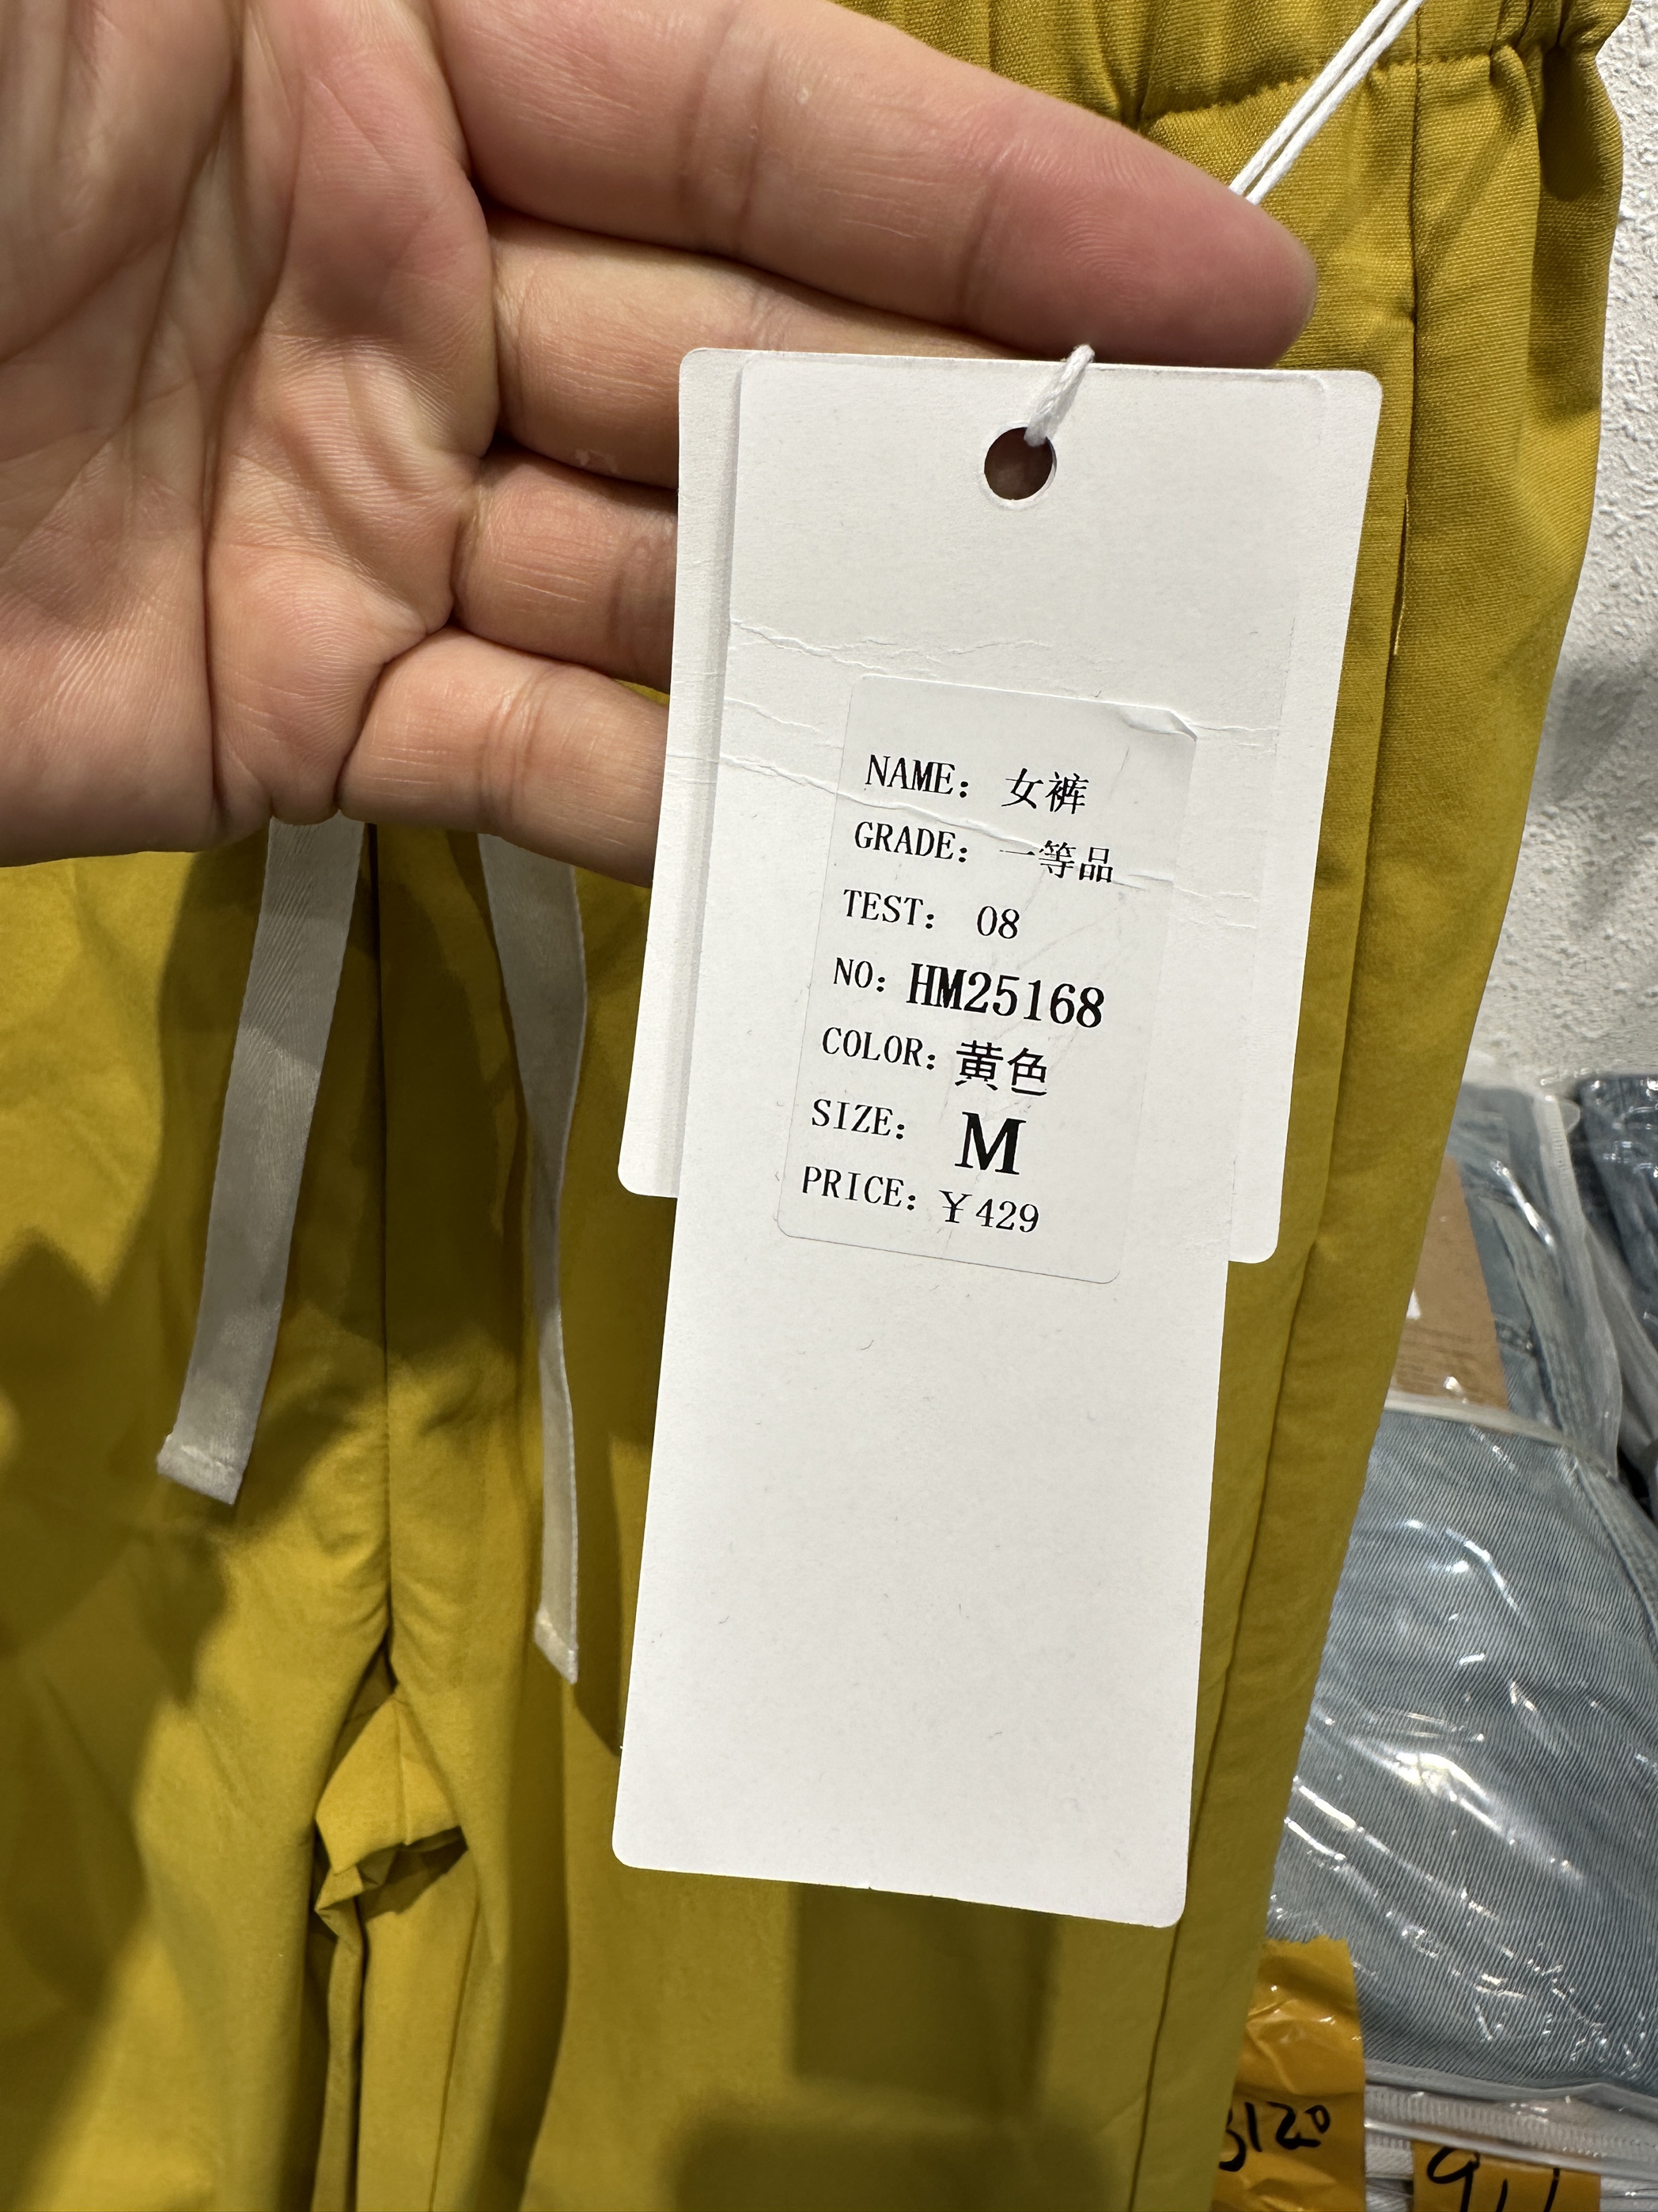 NAME: 女裤
GRADE: 一等品
TEST: 08
NO: HM25168
COLOR: 黄色
SIZE: M
PRICE: ¥429